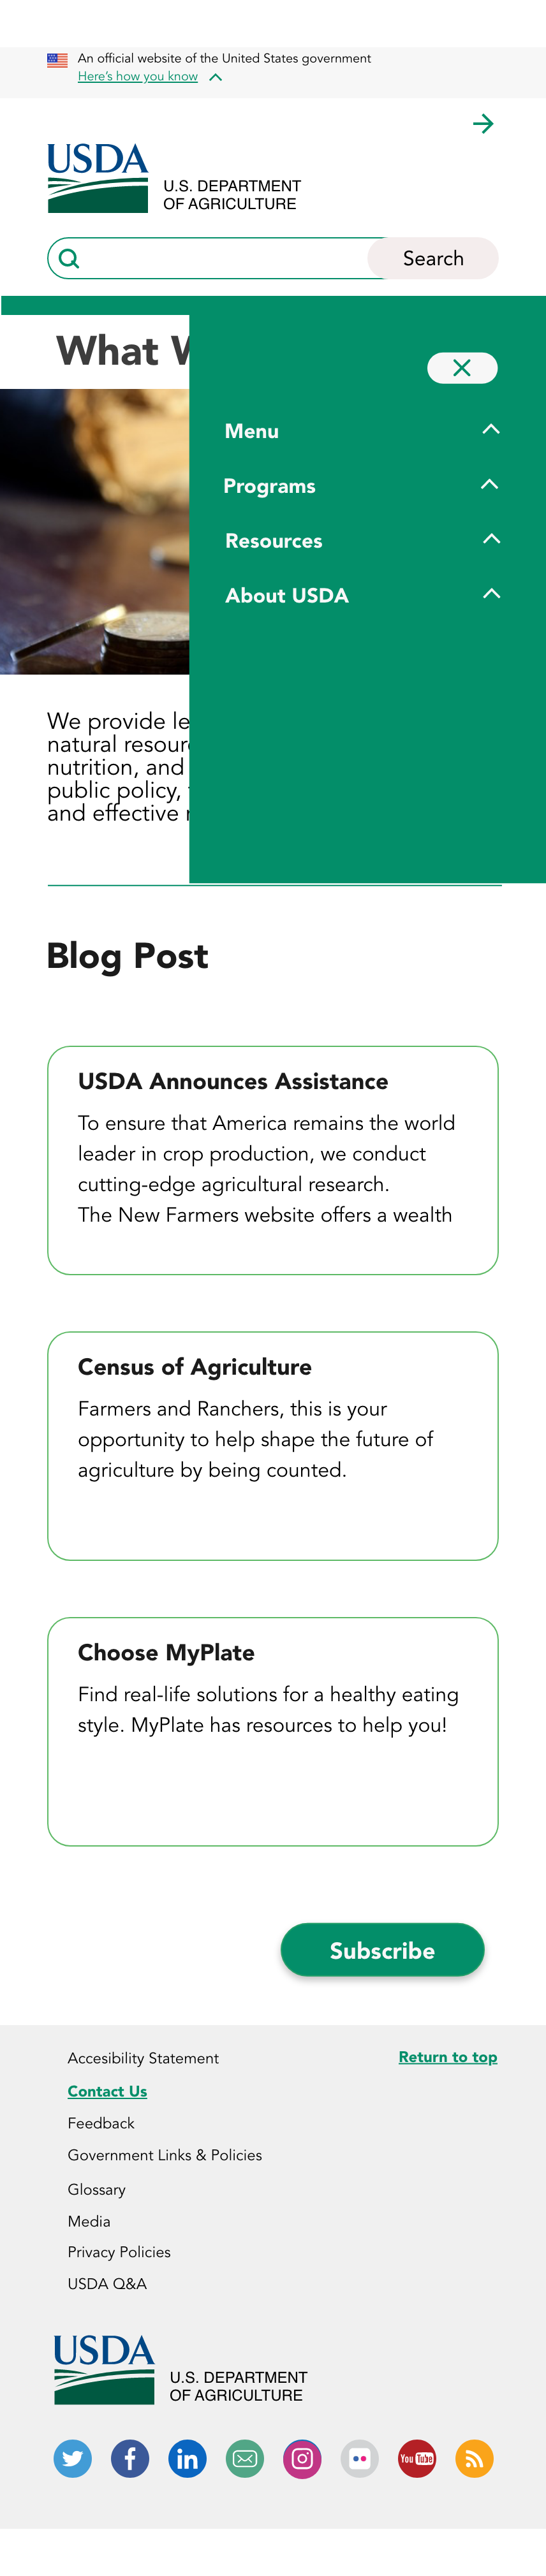 An official website of the United States government
Here's how you know
USDA
U.S. DEPARTMENT
OF AGRICULTURE
Search
What
Menu
Programs
Resources
About USDA
We provide
natural
nutrition, and
public policy,
and effective
Blog Post
USDA Announces Assistance
To ensure that America remains the world
leader in crop production, we conduct
cutting-edge agricultural research.
The New Farmers website offers a wealth
Census of Agriculture
Farmers and Ranchers, this is your
opportunity to help shape the future of
agriculture by being counted.
Choose MyPlate
Find real-life solutions for a healthy eating
style. MyPlate has resources to help you!
Subscribe
Accesibility Statement
Return to top
Contact Us
Feedback
Government Links & Policies
Glossary
Media
Privacy Policies
USDA Q&A
USDA
U.S. DEPARTMENT
OF AGRICULTURE
You Tube